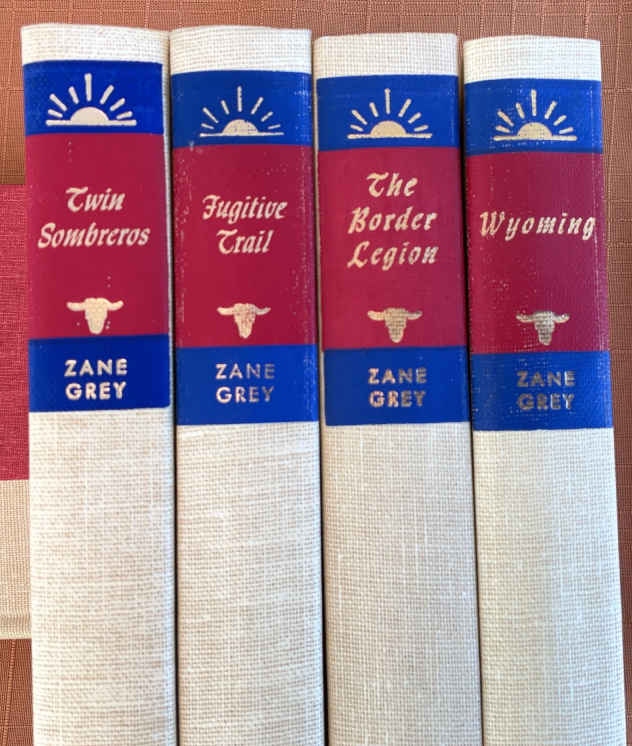 Twin
Sombreros
ZANE
GREY
Fugitive
Trail
ZANE
GREY
The
Border
Legion
ZANE
GREY
Wyoming
ZANE
GREY